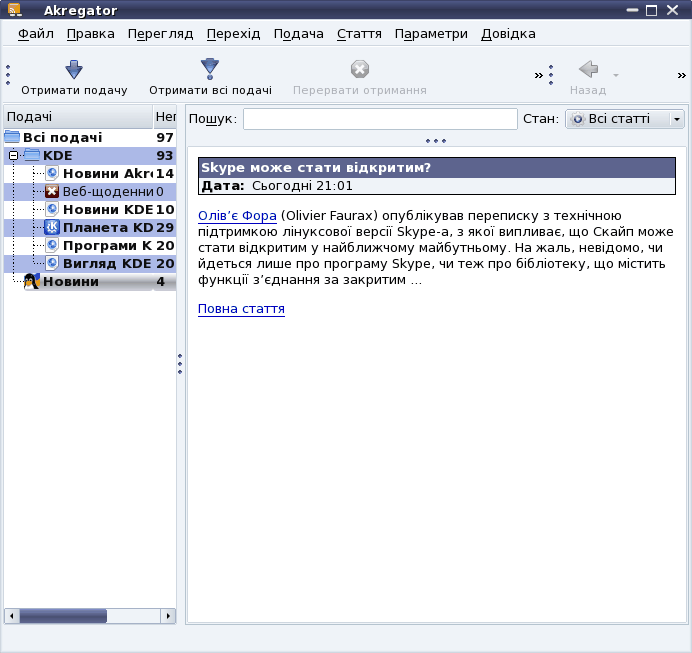 Akregator
Файл Правка Перегляд Перехід Подача Стаття Параметри Довідка
Отримати подачу Отримати всі подачі Перервати отримання » Назад »
Подачі Неп
Пошук: Стан: Всі статті
Всі подачі 97
KDE 93
Новини Akre 14
Веб-щоденни 0
Новини KDE 10
Планета KD 29
Програми K 20
Вигляд KDE 20
Новини 4
Skype може стати відкритим?
Дата: Сьогодні 21:01
Олів’є Фора (Olivier Faurax) опублікував переписку з технічною
підтримкою лінуксової версії Skype-а, з якої випливає, що Скайп може
стати відкритим у найближчому майбутньому. На жаль, невідомо, чи
йдеться лише про програму Skype, чи теж про бібліотеку, що містить
функції з’єднання за закритим ...
Повна стаття